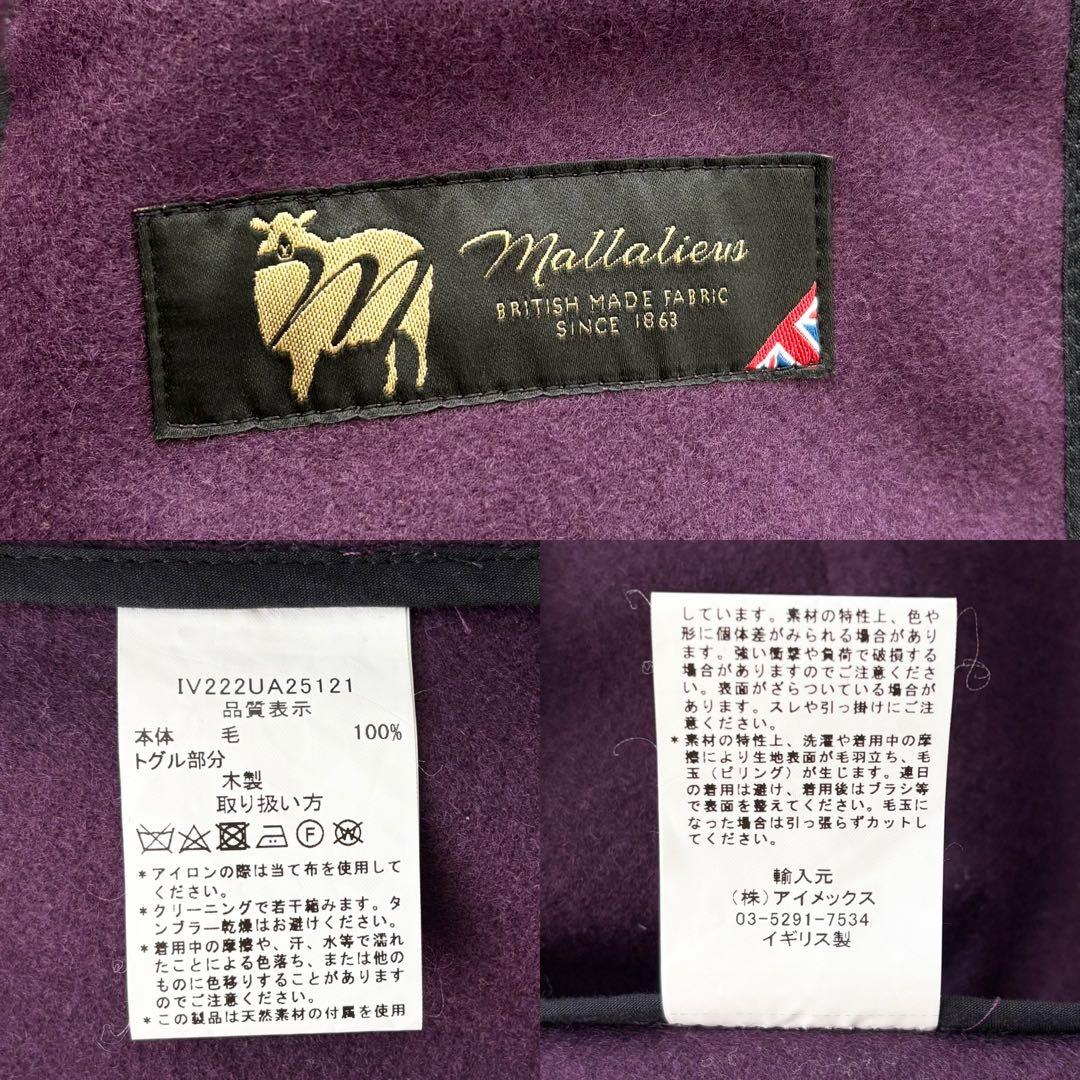 Mallalieus
BRITISH MADE FABRIC
SINCE 1863
IV222UA25121
品質表示
本体 毛 100%
トグル部分
木製
取り扱い方
F W
*アイロンの際は当て布を使用して
ください。
*クリーニングで若干縮みます。タ
ンブラー乾燥はお避けください。
*着用中の摩擦や、汗、水等で濡れ
たことによる色落ち、または他の
ものに色移りすることがあります
のでご注意ください。
*この製品は天然素材の付属を使用
しています。素材の特性上、色や
形に個体差がみられる場合があり
ます。強い衝撃や負荷で破損する
場合がありますのでご注意くださ
い。表面がざらついている場合が
あります。スレや引っ掛けにご注
意ください。
*素材の特性上、洗濯や着用中の摩
擦により生地表面が毛羽立ち、毛
玉(ピリング)が生じます。連日
の着用は避け、着用後はブラシ等
で表面を整えてください。毛玉に
なった場合は引っ張らずカットし
てください。
輸入元
(株)アイメックス
03-5291-7534
イギリス製